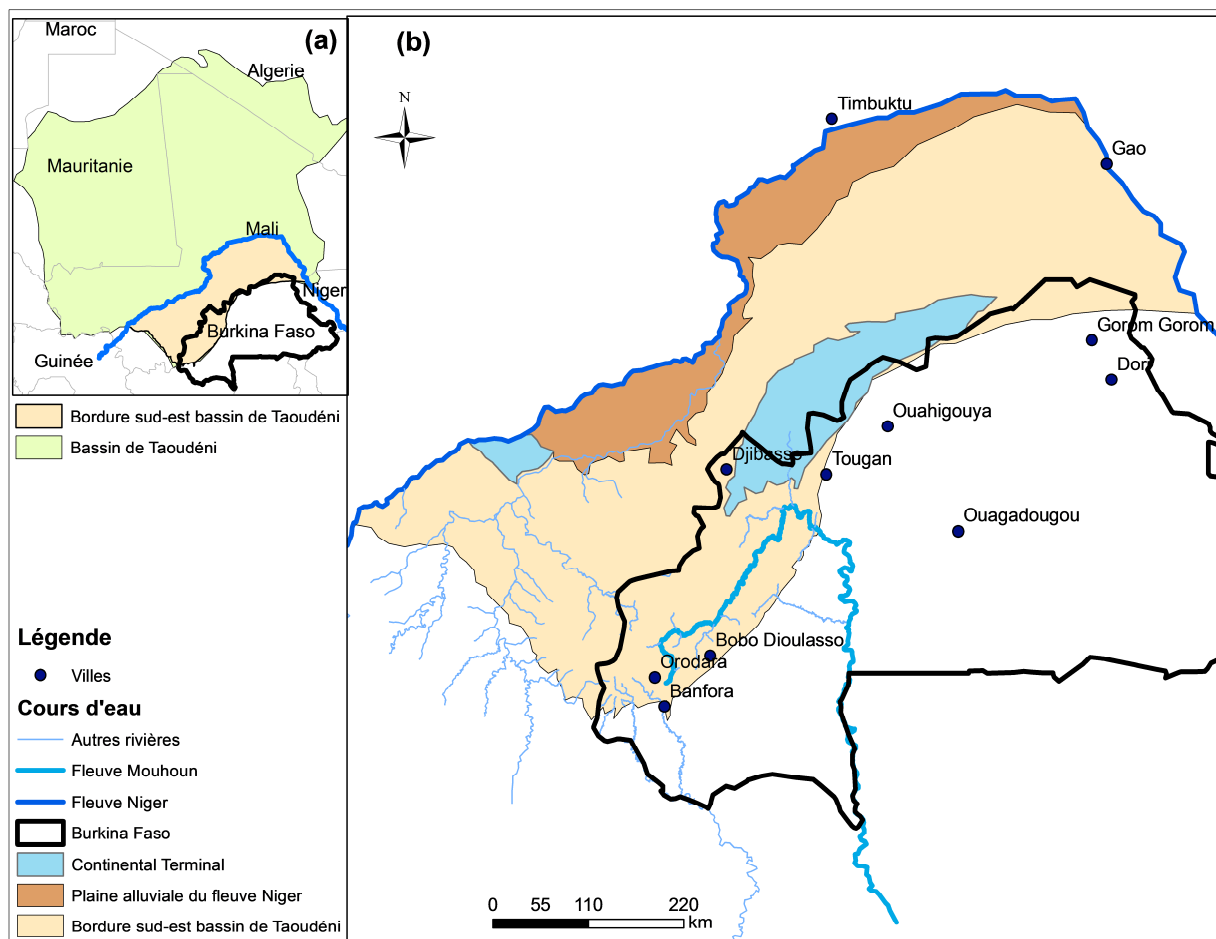 Maroc
(a)
Algerie
Mauritanie
Mali
Niger
Burkina Faso
Guinée
Bordure sud-est bassin de Taoudéni
Bassin de Taoudéni
Légende
Villes
Cours d'eau
Autres rivières
Fleuve Mouhoun
Fleuve Niger
Burkina Faso
Continental Terminal
Plaine alluviale du fleuve Niger
Bordure sud-est bassin de Taoudéni
(b)
N
Timbuktu
Gao
Gorom Gorom
Dori
Ouahigouya
Djibasso
Tougan
Ouagadougou
Bobo Dioulasso
Orodara
Banfora
0 55 110 220
km